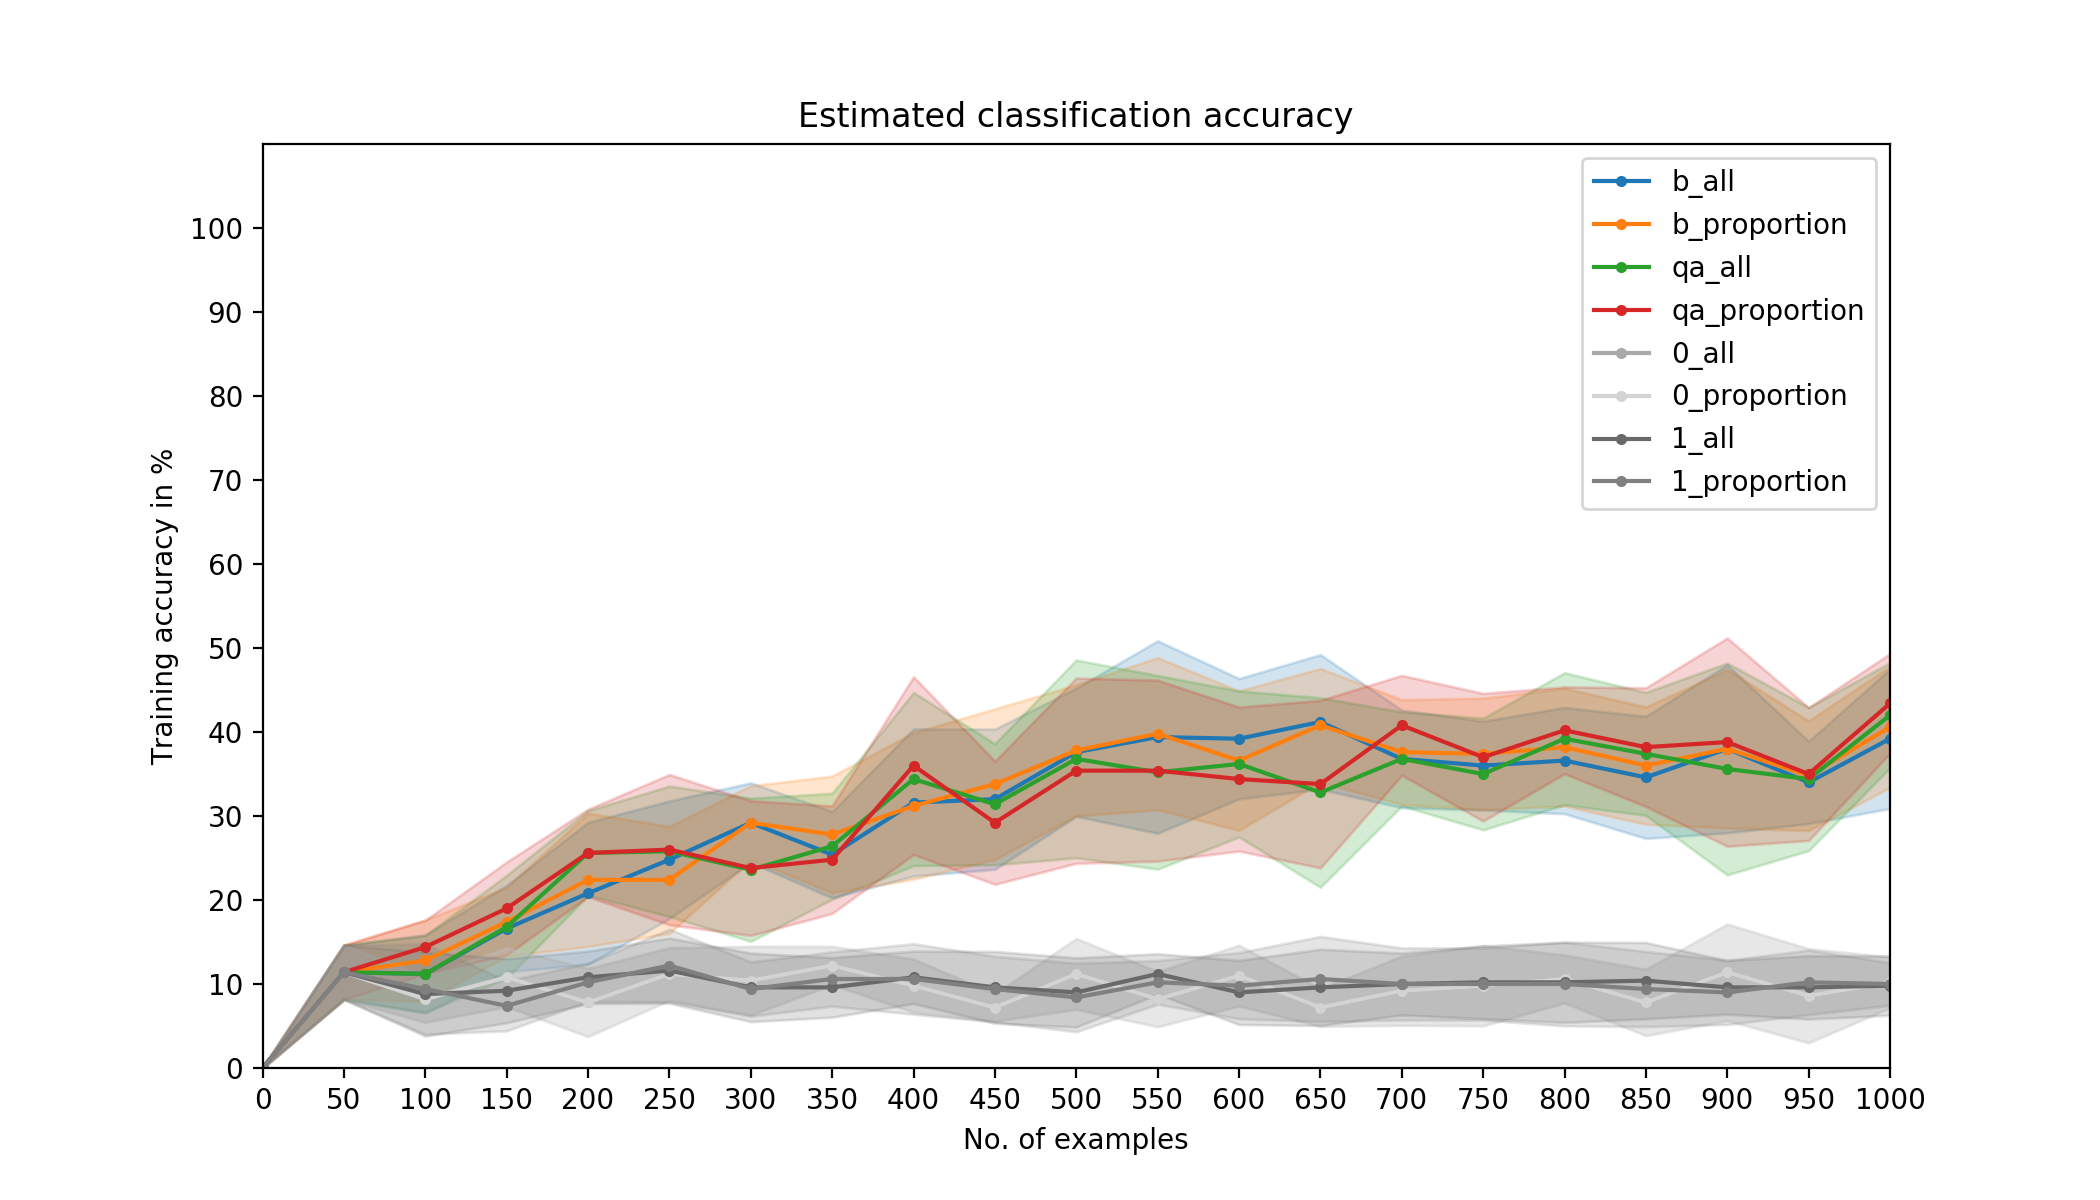 Estimated classification accuracy
Training accuracy in %
100
90
80
70
60
50
40
30
20
10
0
b_all
b_proportion
qa_all
qa_proportion
0_all
0_proportion
1_all
1_proportion
0 50 100 150 200 250 300 350 400 450 500 550 600 650 700 750 800 850 900 950 1000
No. of examples